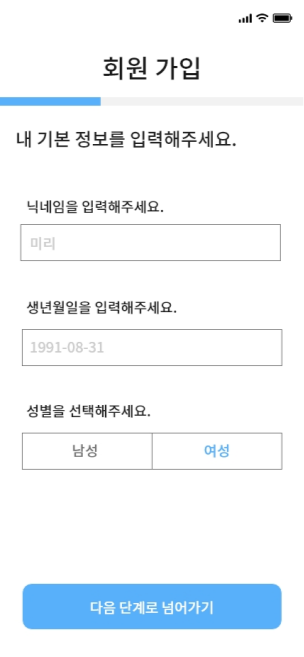 회원 가입
내 기본 정보를 입력해주세요.
닉네임을 입력해주세요.
미리
생년월일을 입력해주세요.
1991-08-31
성별을 선택해주세요.
남성 여성
다음 단계로 넘어가기